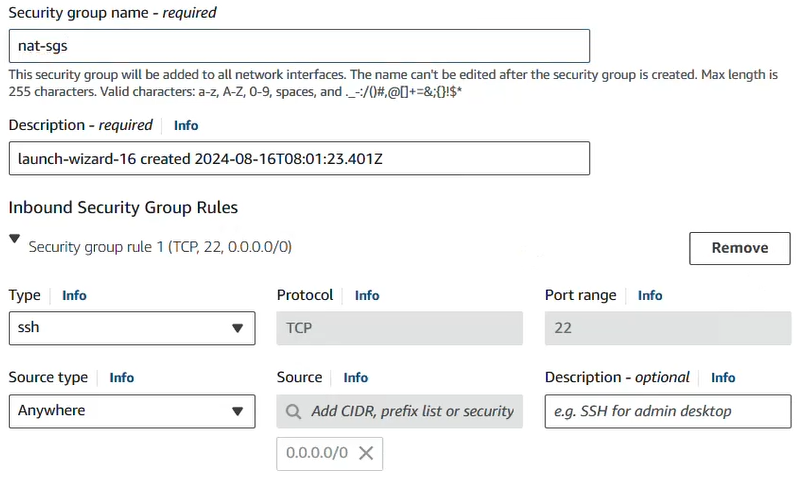 Security group name - required
nat-sgs
This security group will be added to all network interfaces. The name can't be edited after the security group is created. Max length is
255 characters. Valid characters: a-z, A-Z, 0-9, spaces, and ._-:/()#,@[]+=&;{}!$*
Description - required Info
launch-wizard-16 created 2024-08-16T08:01:23.401Z
Inbound Security Group Rules
Security group rule 1 (TCP, 22, 0.0.0.0/0) Remove
Type Info Protocol Info Port range Info
ssh TCP 22
Source type Info Source Info Description - optional Info
Anywhere Add CIDR, prefix list or security e.g. SSH for admin desktop
0.0.0.0/0